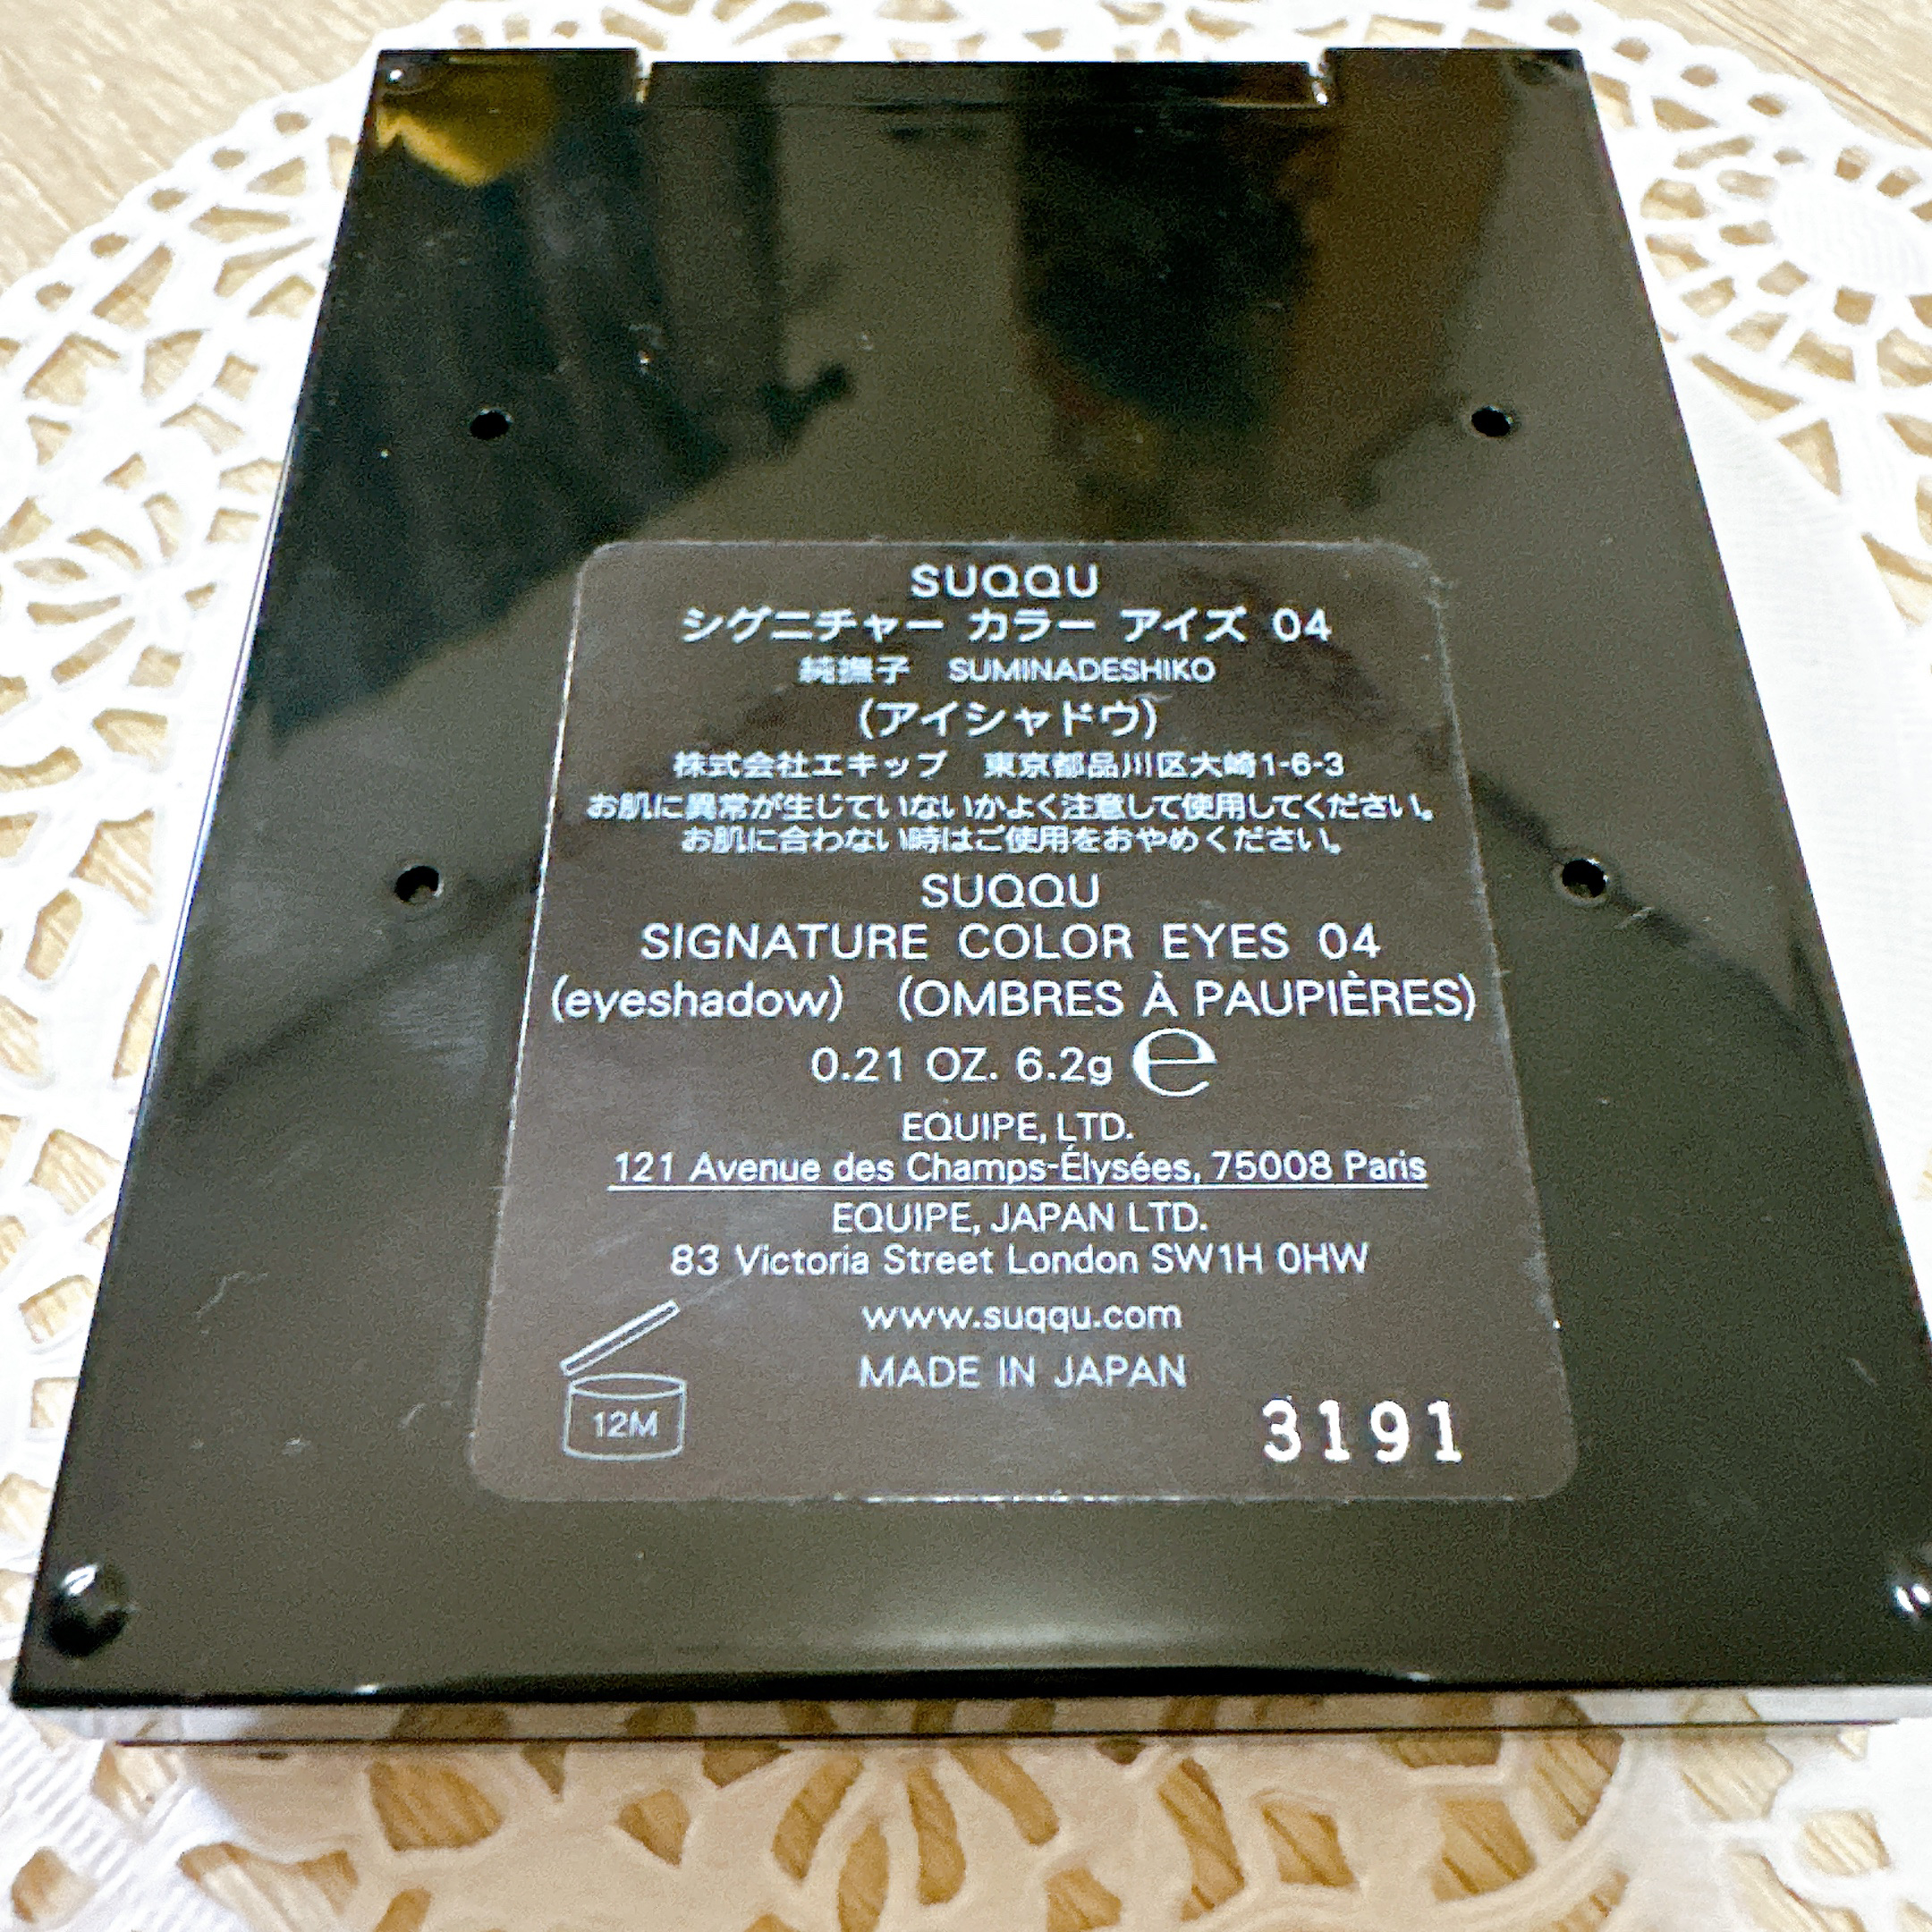 SUQQU
シグニチャー カラー アイズ 04
純撫子 SUMINADESHIKO
(アイシャドウ)
株式会社エキップ 東京都品川区大崎1-6-3
お肌に異常が生じていないかよく注意して使用してください。
お肌に合わない時はご使用をおやめください。
SUQQU
SIGNATURE COLOR EYES 04
(eyeshadow) (OMBRES À PAUPIÈRES)
0.21 OZ. 6.2g ℮
EQUIPE, LTD.
121 Avenue des Champs-Élysées, 75008 Paris
EQUIPE, JAPAN LTD.
83 Victoria Street London SW1H 0HW
www.suqqu.com
MADE IN JAPAN
12M
3191